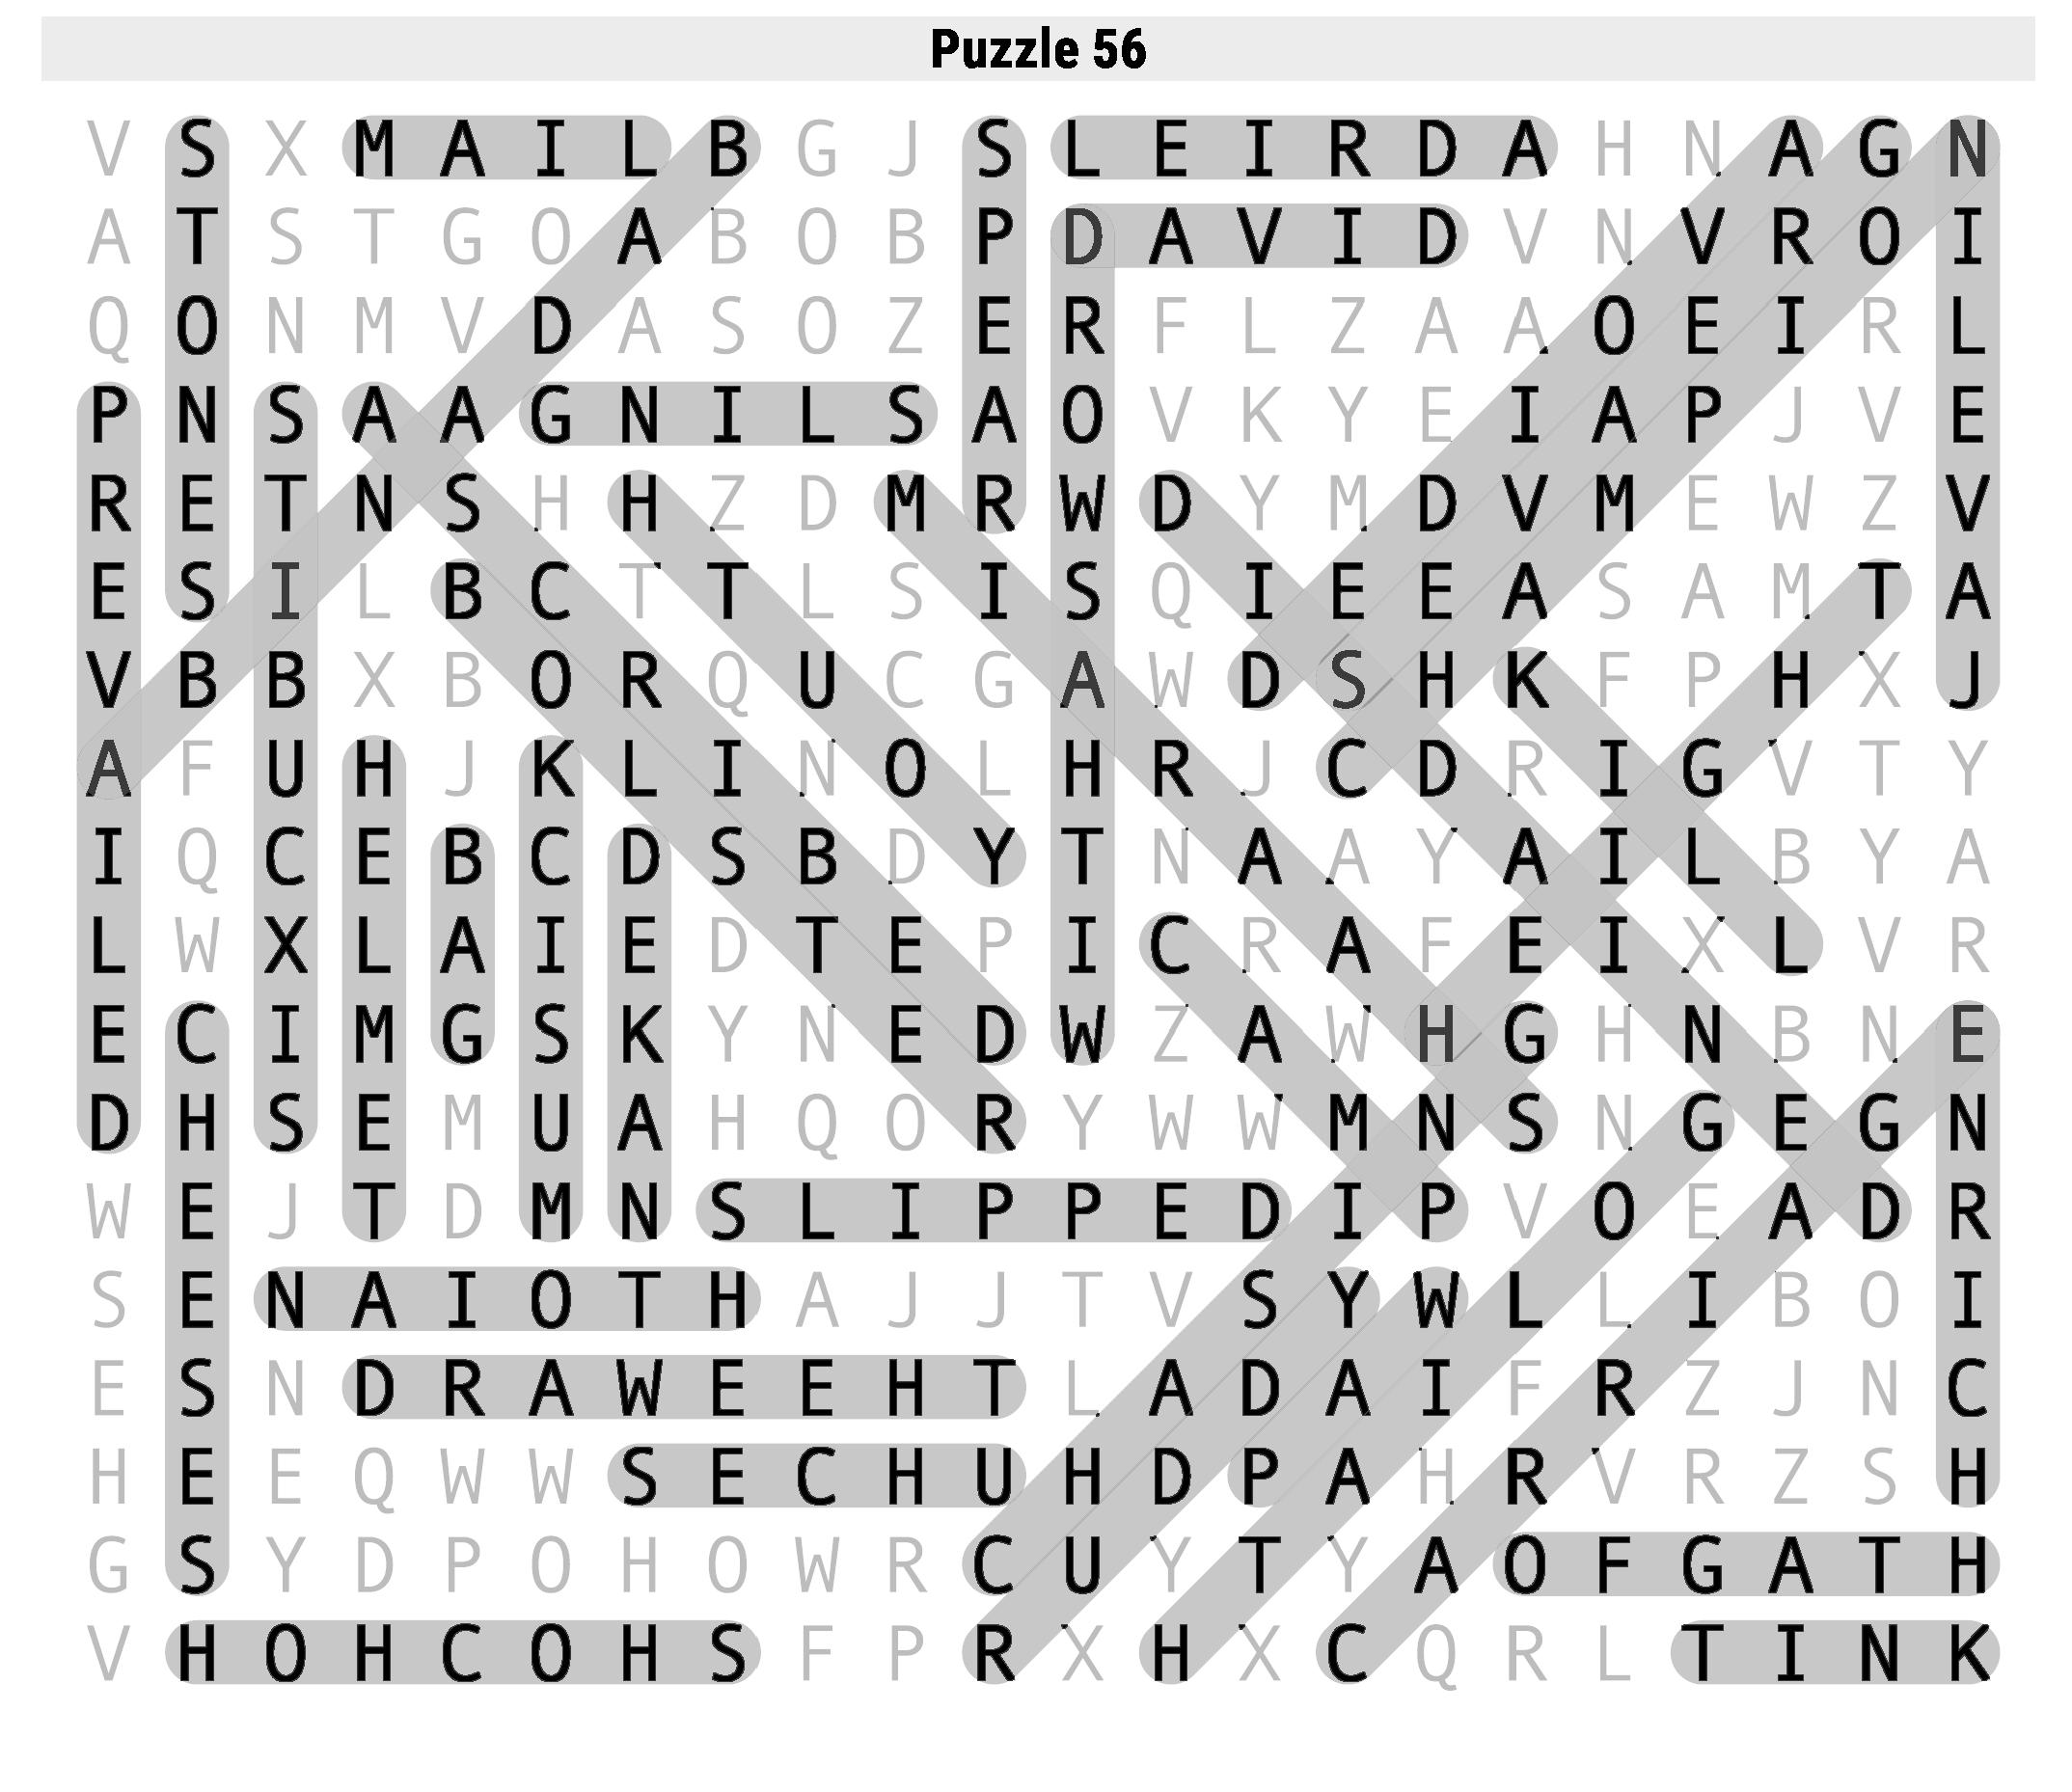 Puzzle 56
V S X M A I L B G J S L E I R D A H N A G N
A T S T G O A B O B P D A V I D V N V R O I
Q O N M V D A S O Z E R F L Z A A O E I R L
P N S A A G N I L S A O V K Y E I A P J V E
R E T N S H H Z D M R W D Y M D V M E W Z V
E S I L B C T T L S I S Q I E E A S A M T A
V B B X B O R Q U C G A W D S H K F P H X J
A F U H J K L I N O L H R J C D R I G V T Y
I Q C E B C D S B D Y T N A A Y A I L B Y A
L W X L A I E D T E P I C R A F E I X L V R
E C I M G S K Y N E D W Z A W H G H N B N E
D H S E M U A H Q O R Y W W M N S N G E G N
W E J T D M N S L I P P E D I P V O E A D R
S E N A I O T H A J J T V S Y W L L I B O I
E S N D R A W E E H T L A D A I F R Z J N C
H E E Q W W S E C H U H D P A H R V R Z S H
G S Y D P O H O W R C U Y T Y A O F G A T H
V H O H C O H S F P R X H X C Q R L T I N K